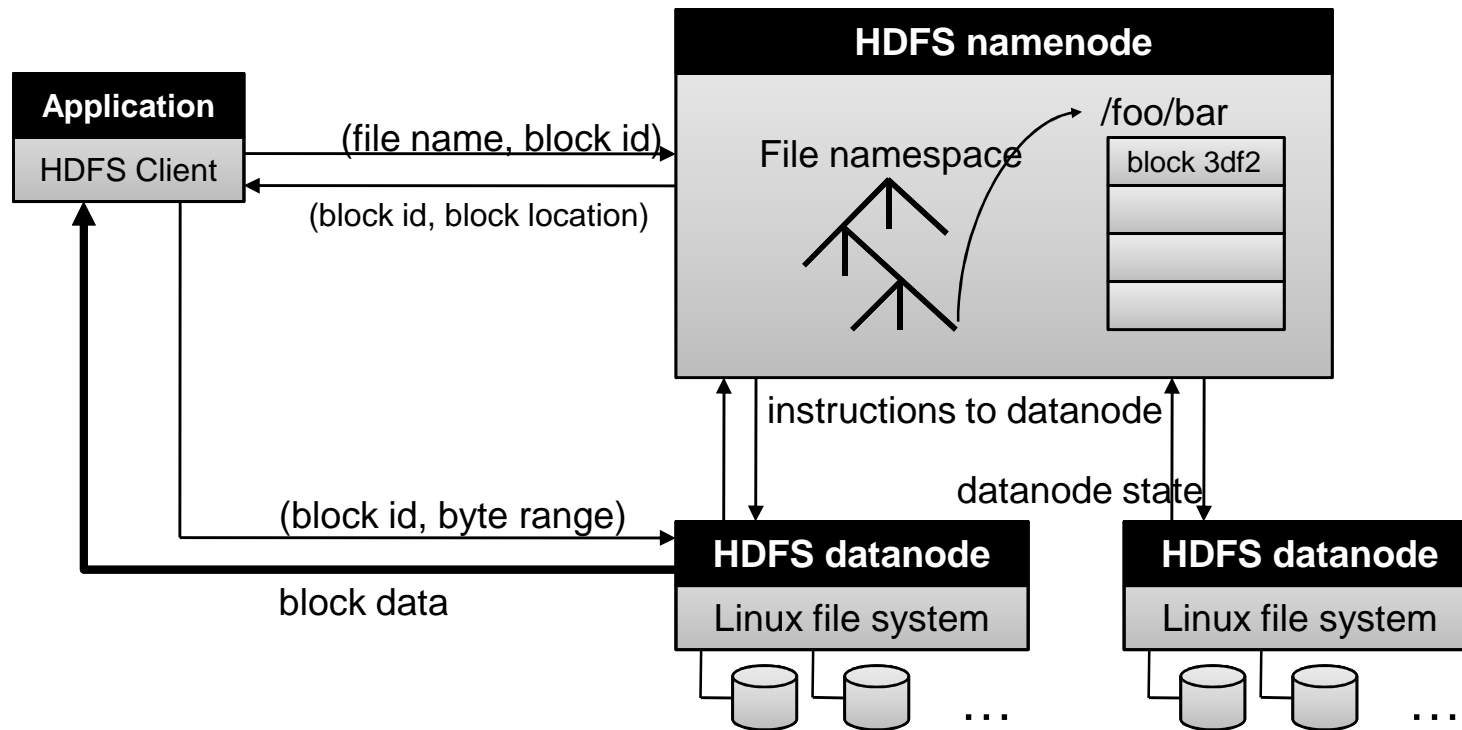 HDFS namenode
Application
HDFS Client
(file name, block id)
(block id, block location)
File namespace
/foo/bar
block 3df2
instructions to datanode
datanode state
(block id, byte range)
block data
HDFS datanode
Linux file system
…
HDFS datanode
Linux file system
…